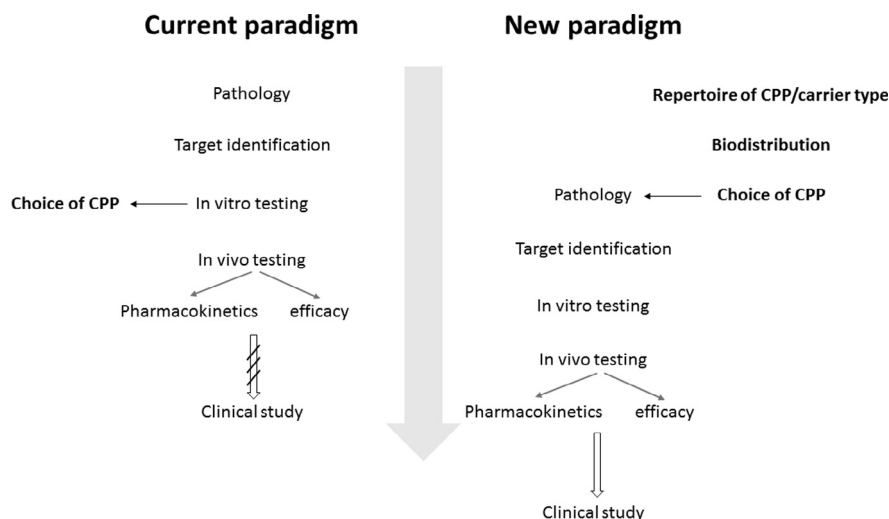 Current paradigm
Pathology
Target identification
Choice of CPP
In vitro testing
In vivo testing
Pharmacokinetics
efficacy
Clinical study
New paradigm
Repertoire of CPP/carrier type
Biodistribution
Pathology
Choice of CPP
Target identification
In vitro testing
In vivo testing
Pharmacokinetics
efficacy
Clinical study